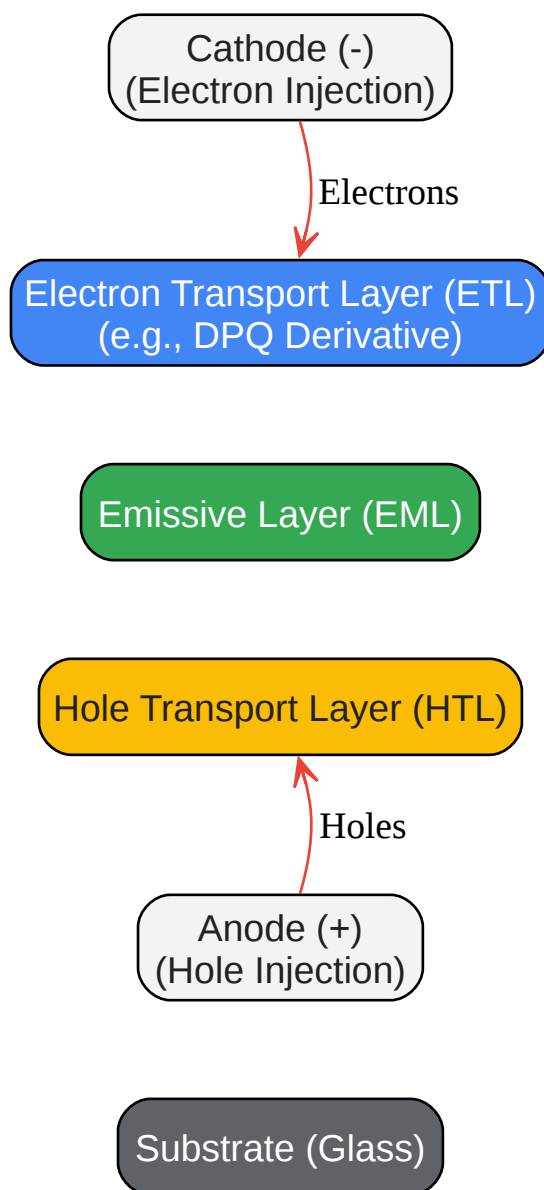 Cathode (-)
(Electron Injection)
Electrons
Electron Transport Layer (ETL)
(e.g., DPQ Derivative)
Emissive Layer (EML)
Hole Transport Layer (HTL)
Holes
Anode (+)
(Hole Injection)
Substrate (Glass)